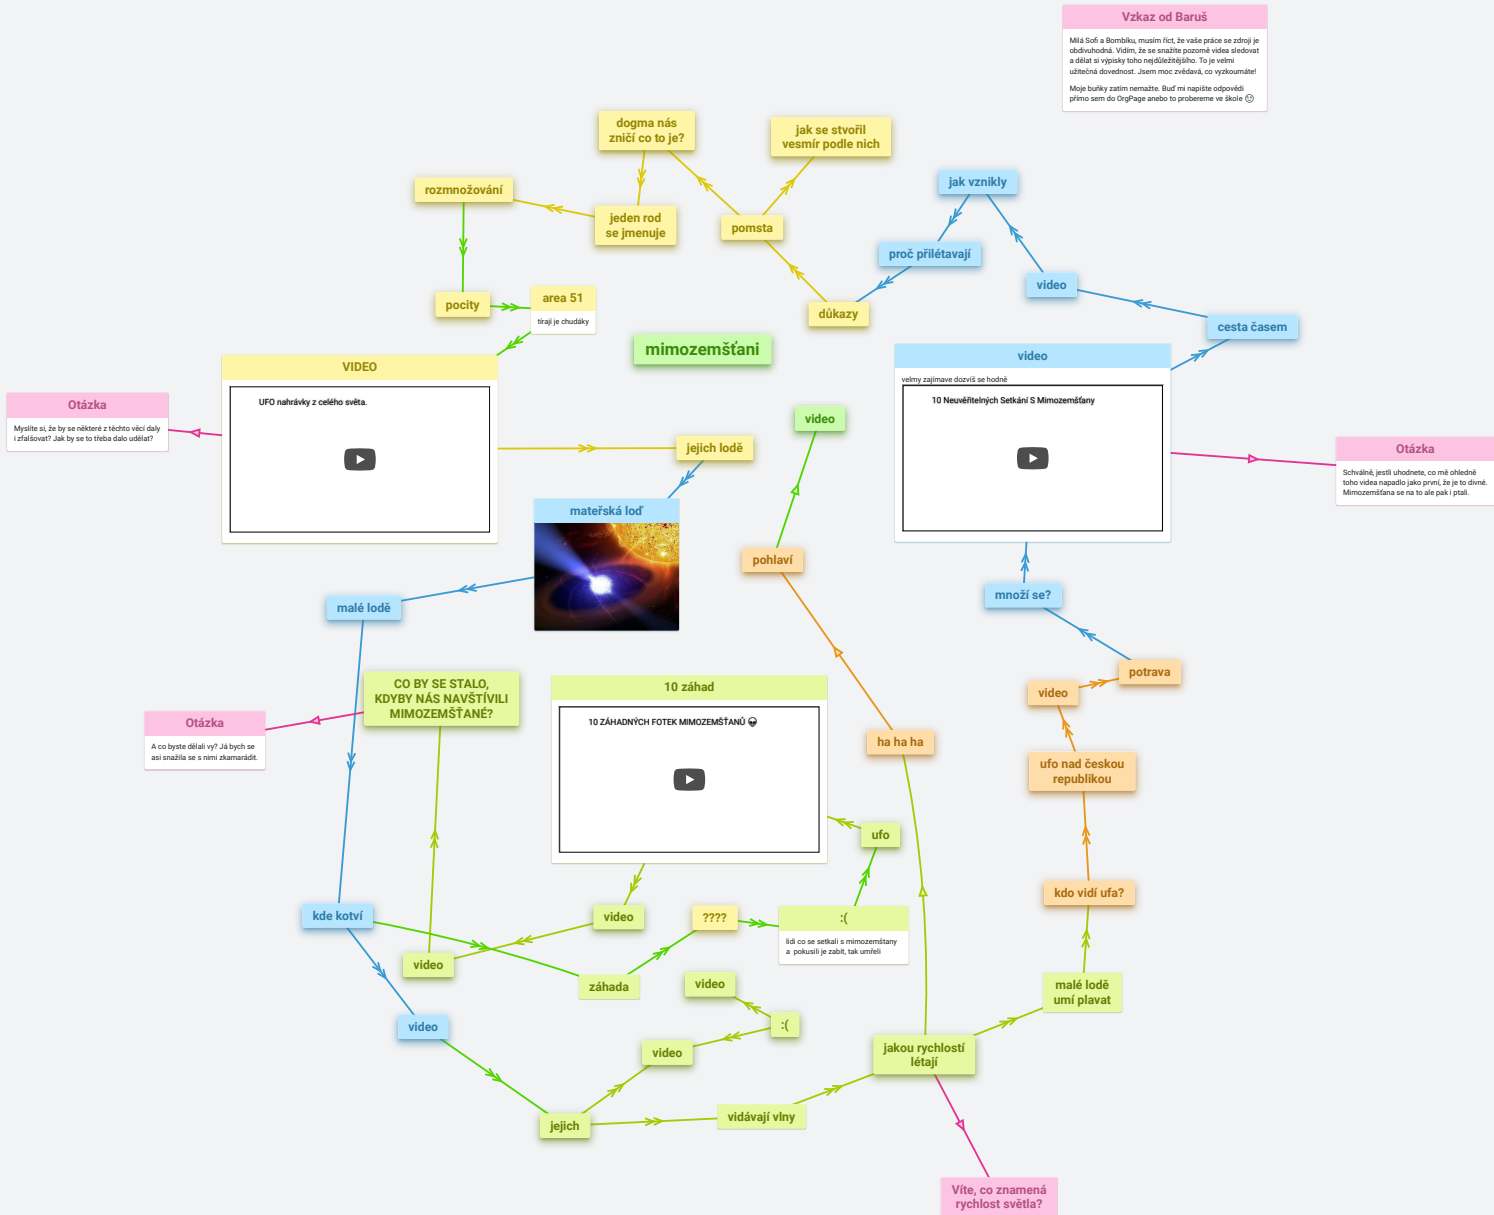 Vzkaz od Baruš
Milá Sofi a Bombíku, musím říct, že vaše práce se zdroji je
obdivuhodná. Vidím, že se snažíte pozorně videa sledovat
a dělat si výpisky toho nejdůležitějšího. To je velmi
užitečná dovednost. Jsem moc zvědavá, co vyzkoumáte!
Moje buňky zatím nemažte. Buď mi napište odpovědi
přímo sem do OrgPage anebo to probereme ve škole 🙂
dogma nás
zničí co to je?
jak se stvořil
vesmír podle nich
rozmnožování
jeden rod
se jmenuje
pomsta
jak vznikly
proč přilétavají
video
pocity
area 51
tírají je chudáky
důkazy
cesta časem
mimozemšťani
VIDEO
UFO nahrávky z celého světa.
video
velmy zajímave dozvíš se hodně
10 Neuvěřitelných Setkání S Mimozemšťany
Otázka
Myslíte si, že by se některé z těchto věcí daly
i zfalšovat? Jak by se to třeba dalo udělat?
video
jejich lodě
Otázka
Schválně, jestli uhodnete, co mě ohledně
toho videa napadlo jako první, že je to divné.
Mimozemšťana se na to ale pak i ptali.
mateřská loď
pohlaví
malé lodě
množí se?
potrava
video
CO BY SE STALO,
KDYBY NÁS NAVŠTÍVILI
MIMOZEMŠŤANÉ?
10 záhad
10 ZÁHADNÝCH FOTEK MIMOZEMŠŤANŮ 👽
Otázka
A co byste dělali vy? Já bych se
asi snažila se s nimi zkamarádit.
ha ha ha
ufo nad českou
republikou
ufo
kdo vidí ufa?
kde kotví
video
????
:(
lidi co se setkali s mimozemštany
a pokusili je zabít, tak umřeli
video
záhada
video
malé lodě
umí plavat
video
:(
video
jakou rychlostí
létají
jejich
vidávají vlny
Víte, co znamená
rychlost světla?